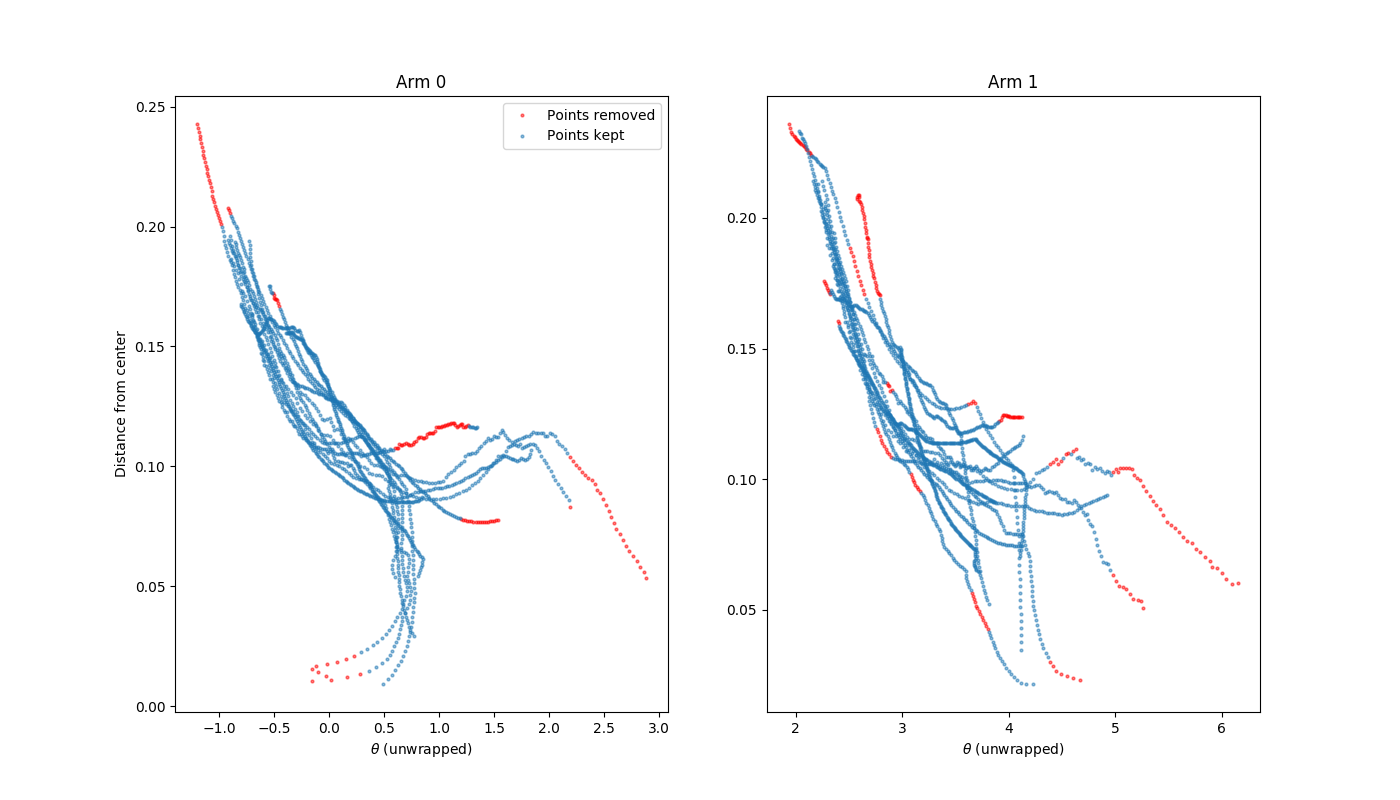 Arm 0
Arm 1
Points removed
Points kept
Distance from center
0.25
0.20
0.15
0.10
0.05
0.00
−1.0 −0.5 0.0 0.5 1.0 1.5 2.0 2.5 3.0
θ (unwrapped)
0.20
0.15
0.10
0.05
2 3 4 5 6
θ (unwrapped)